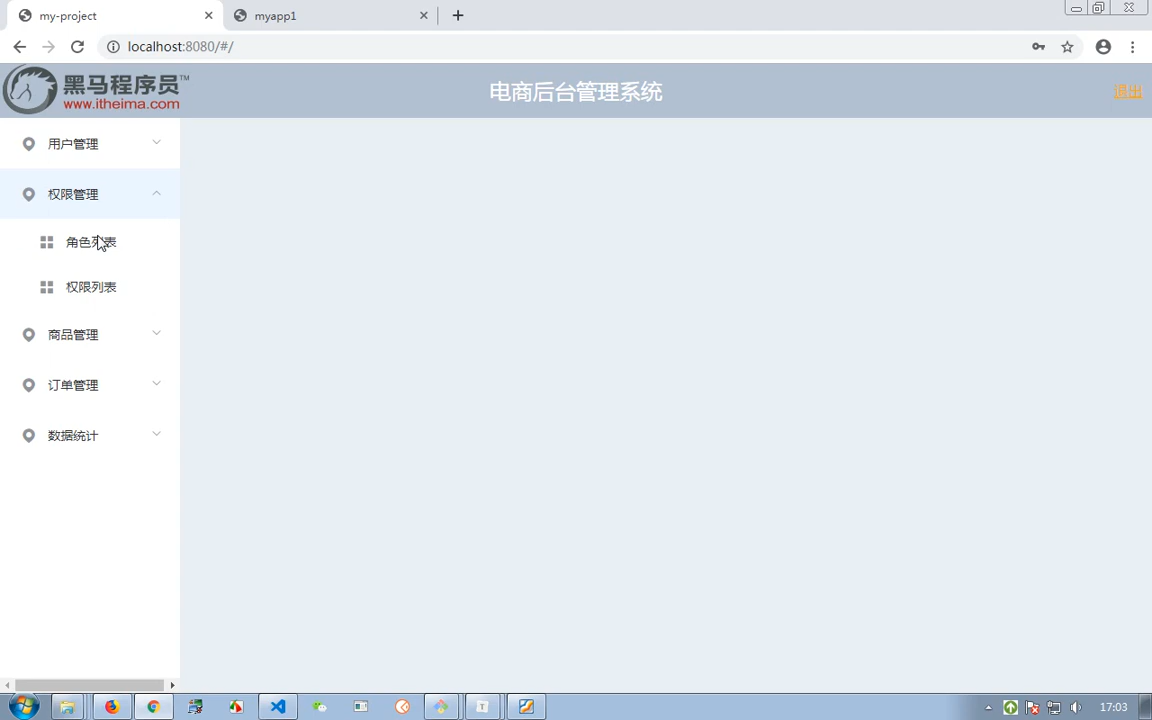 my-project
myapp1
localhost:8080/#/
黑马程序员™
www.itheima.com
电商后台管理系统
退出
用户管理
权限管理
角色列表
权限列表
商品管理
订单管理
数据统计
T
17:03